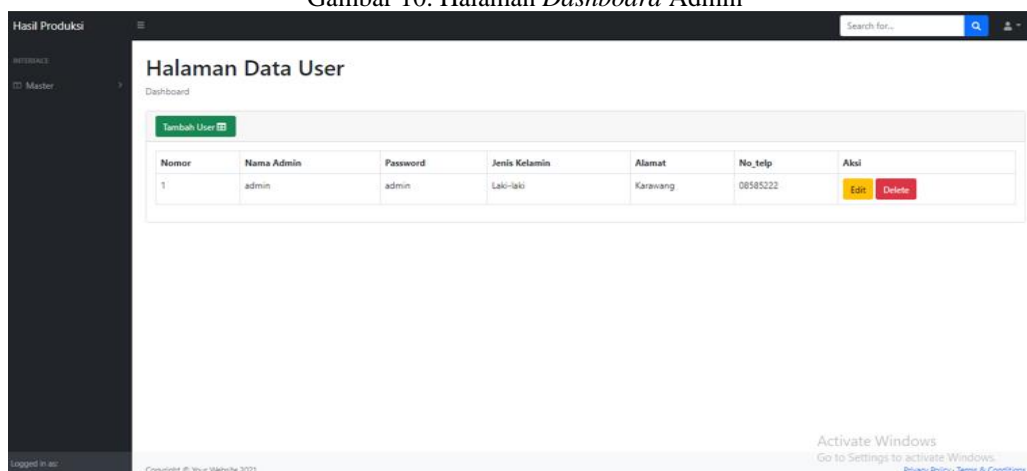 Gambar 10. Halaman Dashboard Admin
Hasil Produksi
Search for...
INTERFACE
Master
Halaman Data User
Dashboard
Tambah User
Nomor Nama Admin Password Jenis Kelamin Alamat No_telp Aksi
1 admin admin Laki-laki Karawang 08585222 Edit Delete
Activate Windows
Go to Settings to activate Windows.
Logged in as:
Copyright © Your Website 2021
Privacy Policy · Terms & Conditions